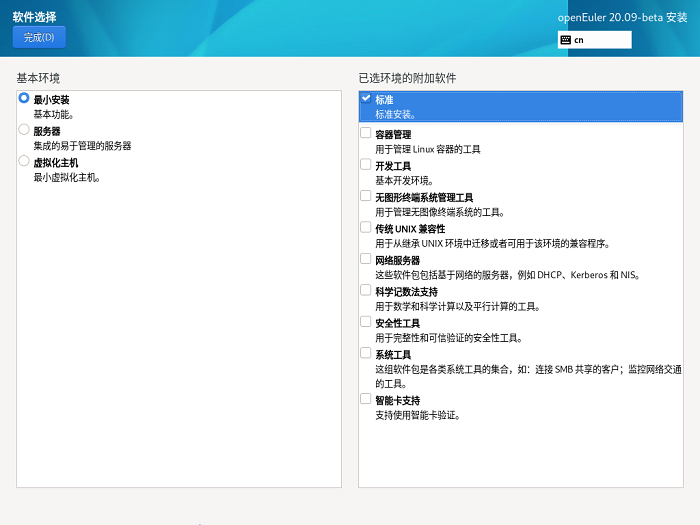 软件选择
完成(D)
openEuler 20.09-beta 安装
cn
基本环境
最小安装
基本功能。
服务器
集成的易于管理的服务器
虚拟化主机
最小虚拟化主机。
已选环境的附加软件
标准
标准安装。
容器管理
用于管理 Linux 容器的工具
开发工具
基本开发环境。
无图形终端系统管理工具
用于管理无图像终端系统的工具。
传统 UNIX 兼容性
用于从继承 UNIX 环境中迁移或者可用于该环境的兼容程序。
网络服务器
这些软件包包括基于网络的服务器，例如 DHCP、Kerberos 和 NIS。
科学记数法支持
用于数学和科学计算以及平行计算的工具。
安全性工具
用于完整性和可信验证的安全性工具。
系统工具
这组软件包是各类系统工具的集合，如：连接 SMB 共享的客户；监控网络交通
的工具。
智能卡支持
支持使用智能卡验证。